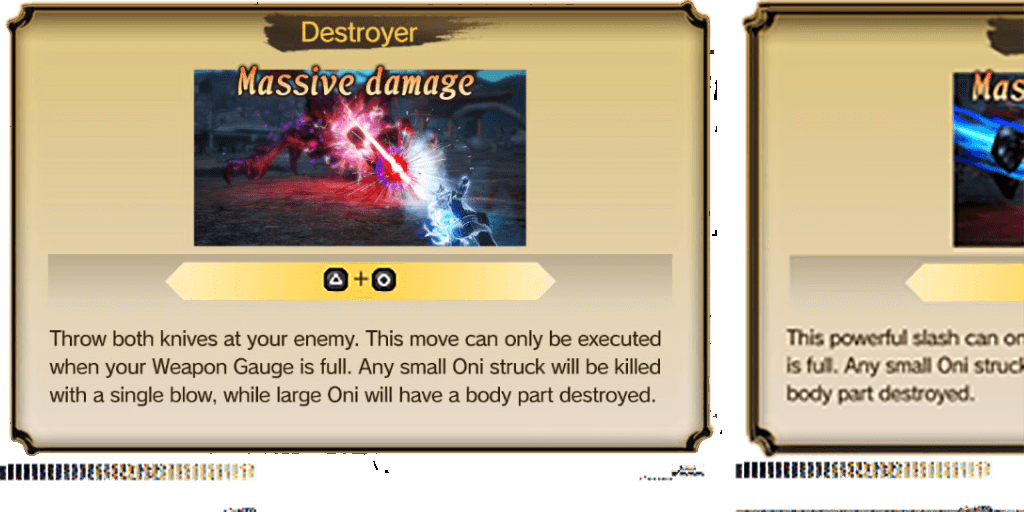 Destroyer
Massive damage
+
Throw both knives at your enemy. This move can only be executed
when your Weapon Gauge is full. Any small Oni struck will be killed
with a single blow, while large Oni will have a body part destroyed.
Mas
This powerful slash can on
is full. Any small Oni struck
body part destroyed.